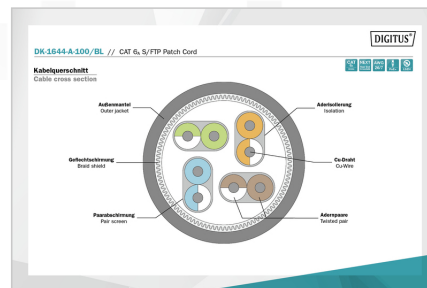 DIGITUS®
DK-1644-A-100/BL // CAT 6A S/FTP Patch Cord
Kabelquerschnitt
Cable cross section
Außenmantel
Outer jacket
Aderisolierung
Isolation
Geflechtschirmung
Braid shield
Cu-Draht
Cu-Wire
Paarabschirmung
Pair screen
Adernpaare
Twisted pair